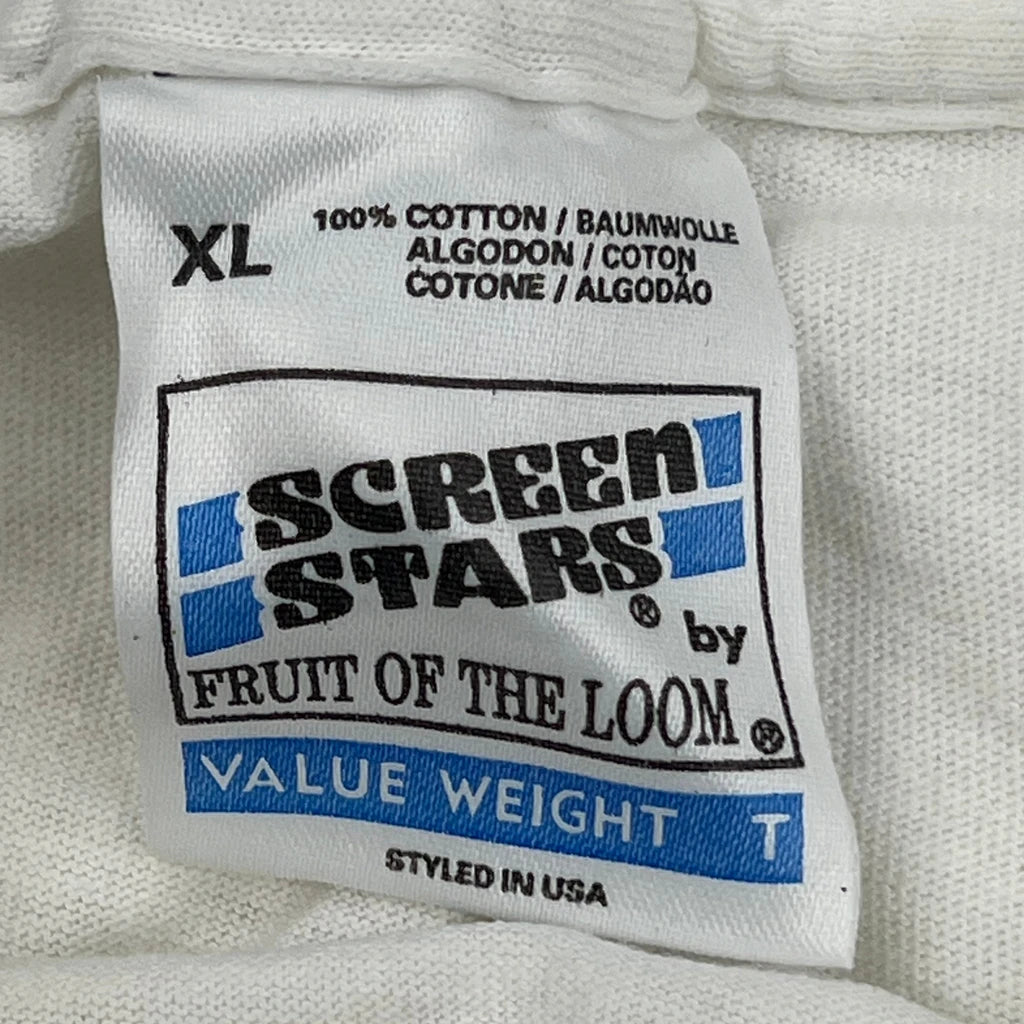 XL
100% COTTON / BAUMWOLLE
ALGODON / COTON
COTONE / ALGODÃO
SCREEN
STARS® by
FRUIT OF THE LOOM®
VALUE WEIGHT T
STYLED IN USA